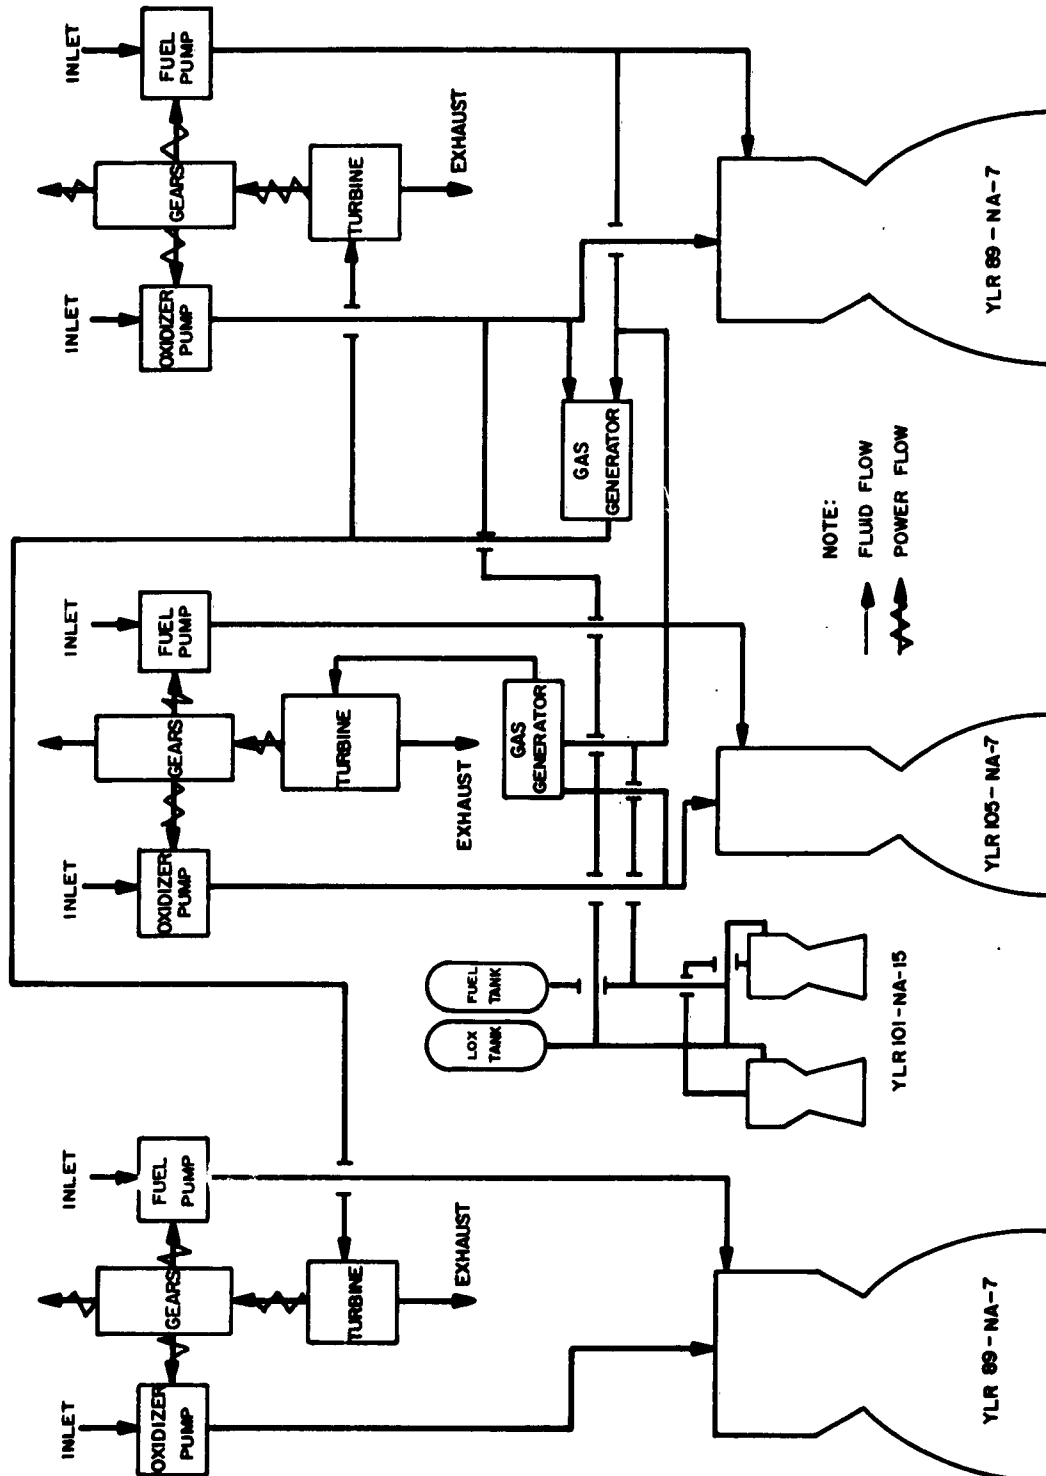 INLET
OXIDIZER
PUMP
GEARS
INLET
FUEL
PUMP
TURBINE
EXHAUST
YLR 89-NA-7
LOX
TANK
FUEL
TANK
YLR 101-NA-15
INLET
OXIDIZER
PUMP
GEARS
INLET
FUEL
PUMP
TURBINE
EXHAUST
GAS
GENERATOR
YLR 105-NA-7
INLET
OXIDIZER
PUMP
GEARS
INLET
FUEL
PUMP
TURBINE
EXHAUST
GAS
GENERATOR
YLR 89-NA-7
NOTE:
FLUID FLOW
POWER FLOW